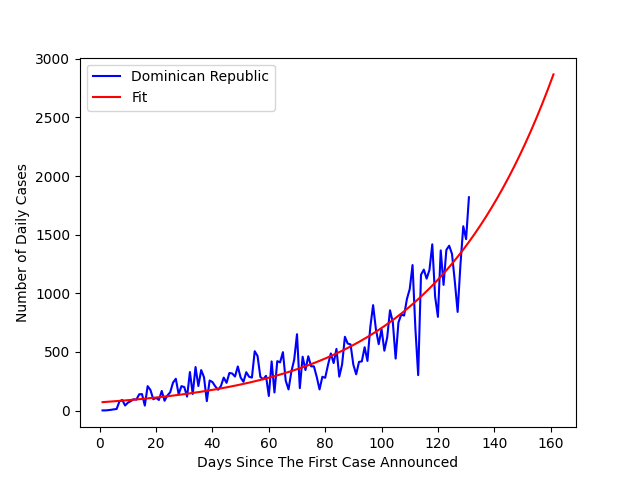 Dominican Republic
Fit
3000
2500
2000
1500
1000
500
0
Number of Daily Cases
0 20 40 60 80 100 120 140 160
Days Since The First Case Announced